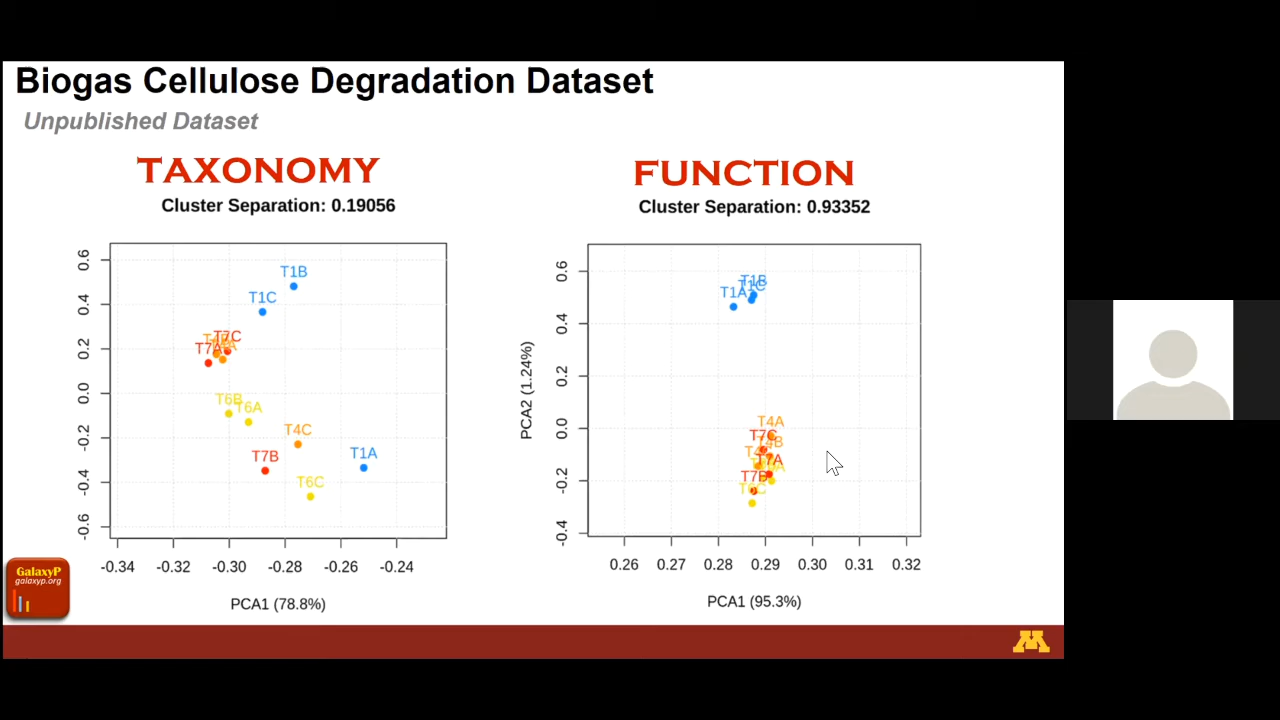 Biogas Cellulose Degradation Dataset
Unpublished Dataset
TAXONOMY
Cluster Separation: 0.19056
0.6
0.4
0.2
0.0
-0.2
-0.4
-0.6
T1B
T1C
T7C
T7A
T6B
T6A
T4C
T7B
T1A
T6C
-0.34 -0.32 -0.30 -0.28 -0.26 -0.24
PCA1 (78.8%)
FUNCTION
Cluster Separation: 0.93352
PCA2 (1.24%)
0.6
0.4
0.2
0.0
-0.2
-0.4
T1B
T1C
T1A
T4A
T7C
T4B
T7A
T7B
T6C
0.26 0.27 0.28 0.29 0.30 0.31 0.32
PCA1 (95.3%)
GalaxyP
galaxyp.org
M